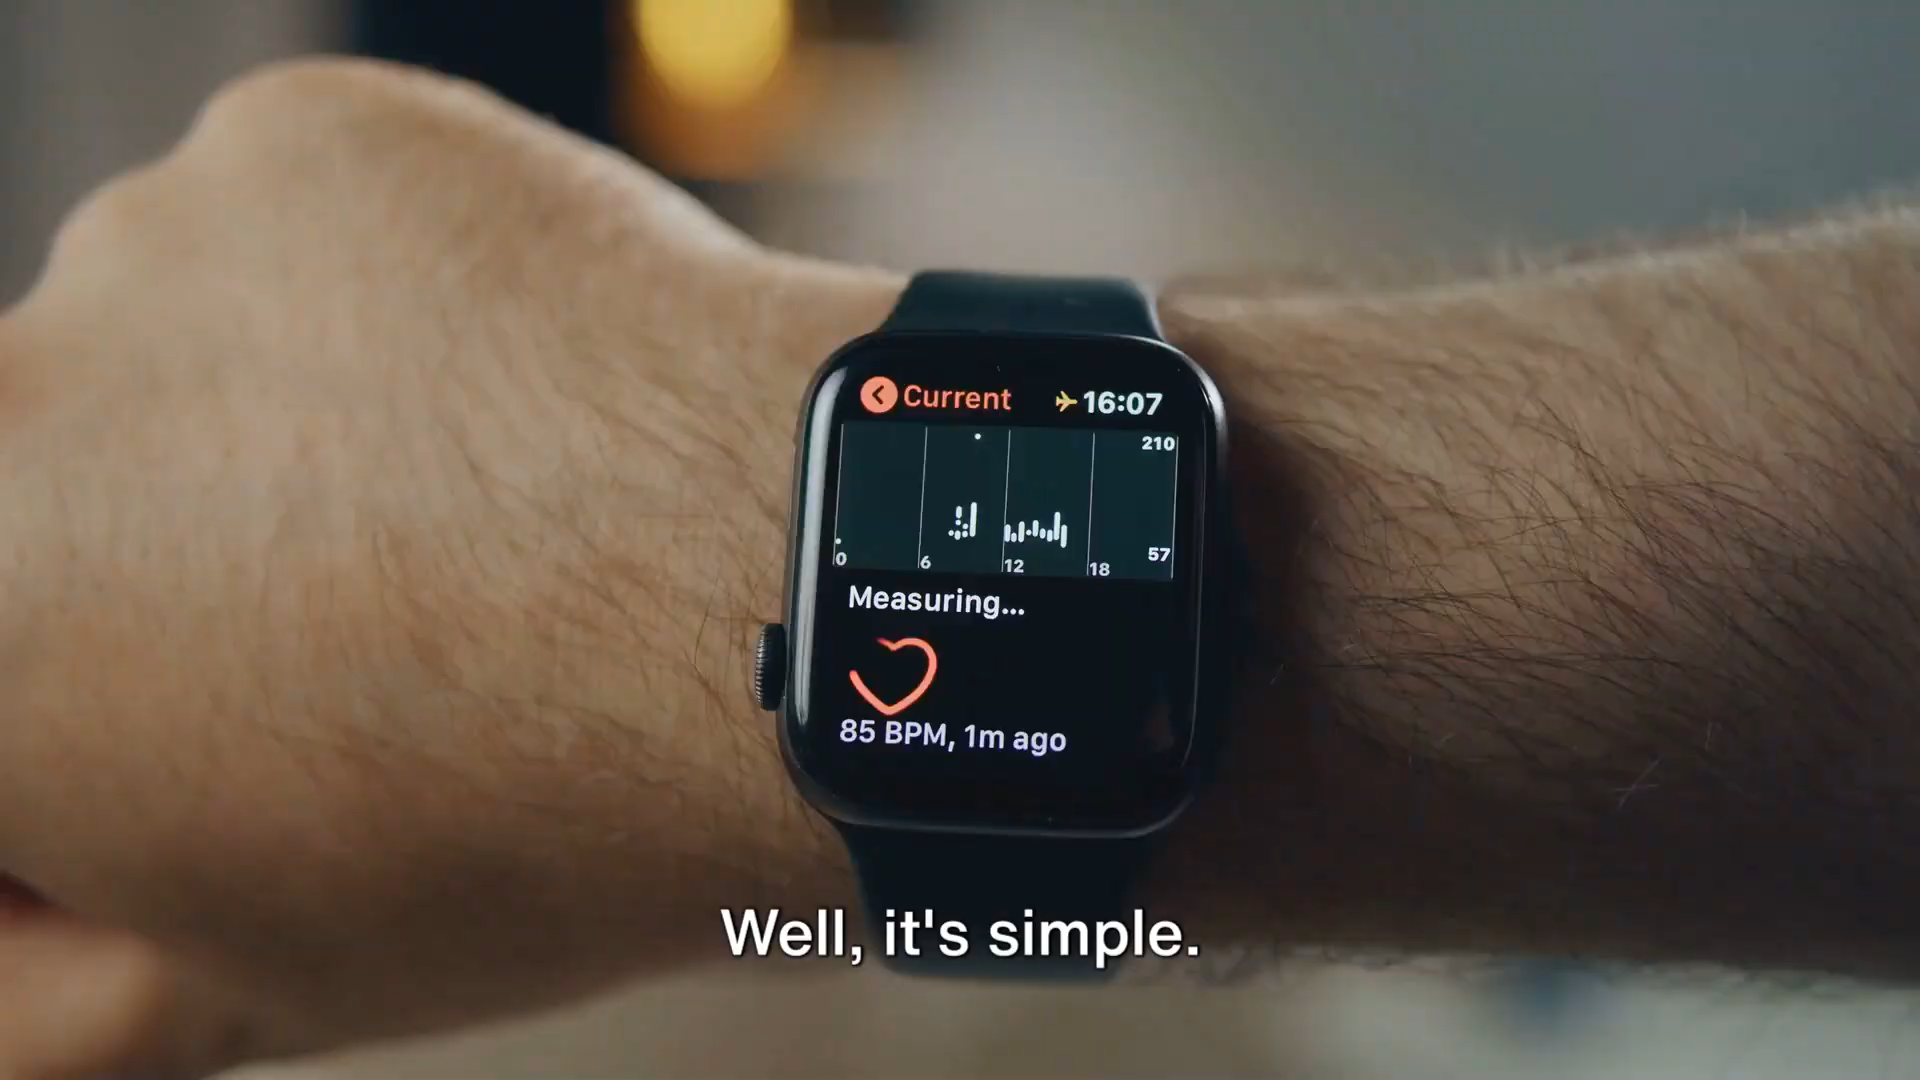 Current 16:07
210
57
0 6 12 18
Measuring...
85 BPM, 1m ago
Well, it's simple.